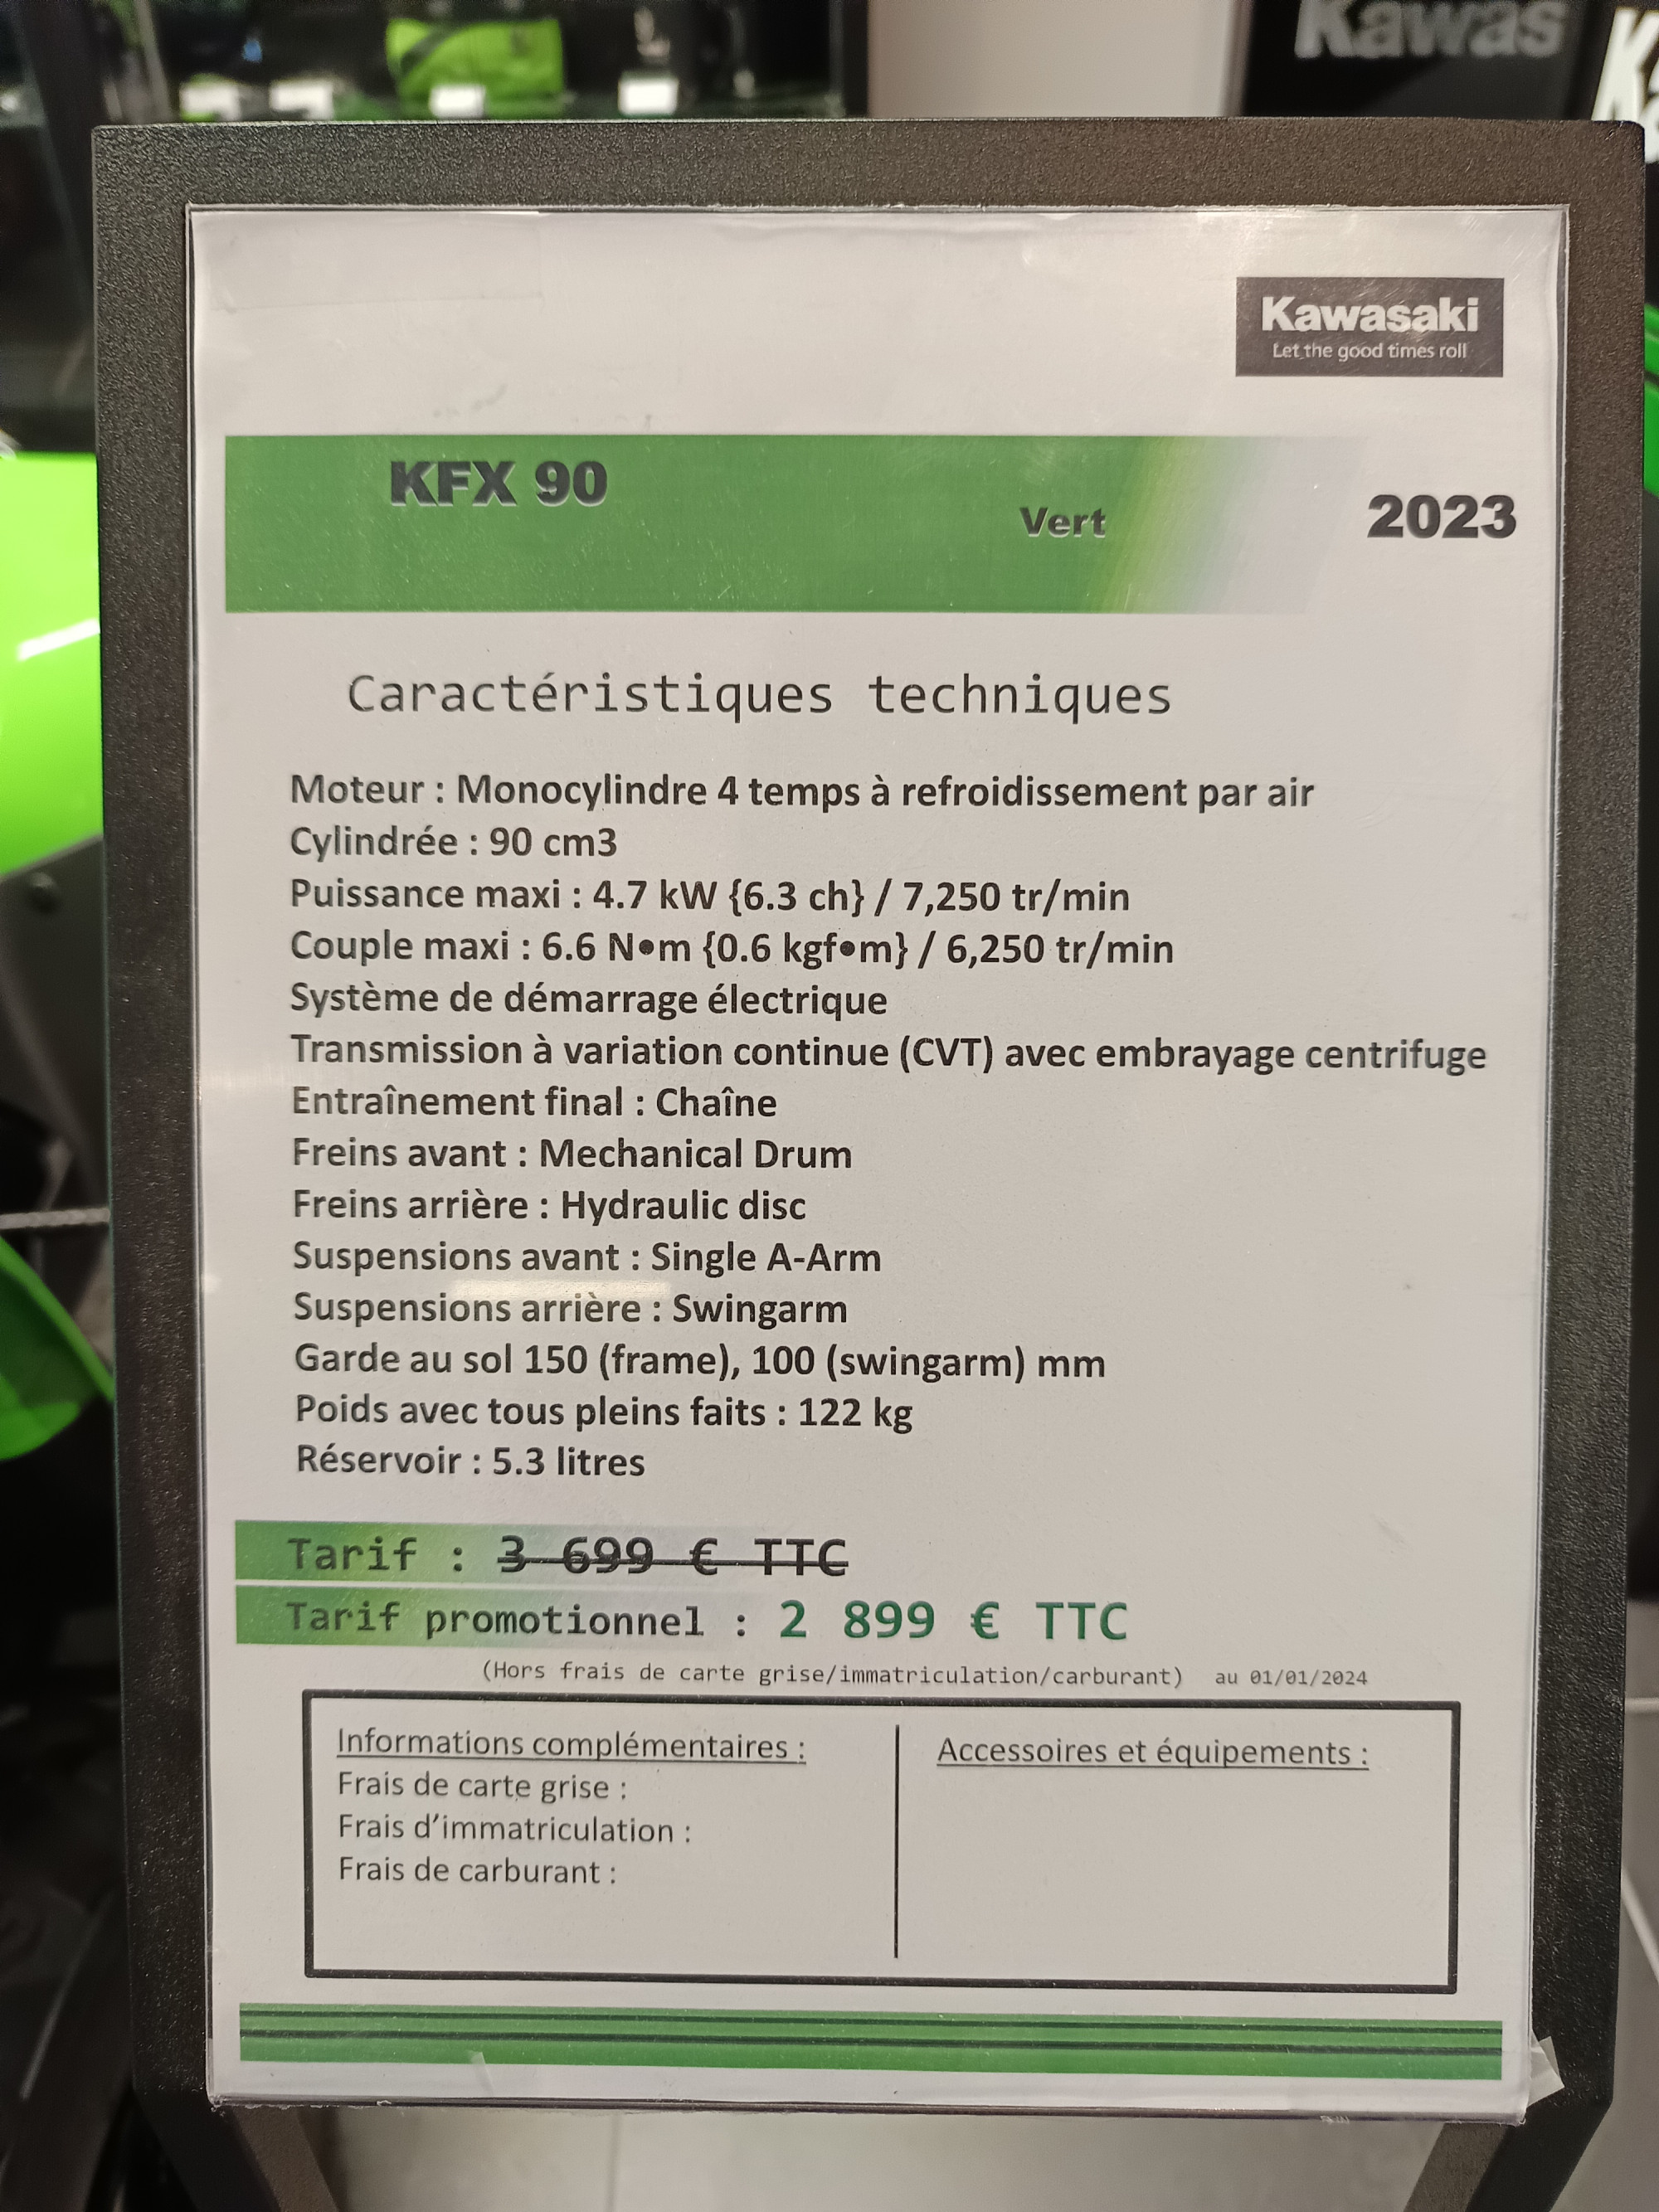 Kawas
Kawasaki
Let the good times roll
KFX 90
Vert
2023
Caractéristiques techniques
Moteur : Monocylindre 4 temps à refroidissement par air
Cylindrée : 90 cm3
Puissance maxi : 4.7 kW {6.3 ch} / 7,250 tr/min
Couple maxi : 6.6 N•m {0.6 kgf•m} / 6,250 tr/min
Système de démarrage électrique
Transmission à variation continue (CVT) avec embrayage centrifuge
Entraînement final : Chaîne
Freins avant : Mechanical Drum
Freins arrière : Hydraulic disc
Suspensions avant : Single A-Arm
Suspensions arrière : Swingarm
Garde au sol 150 (frame), 100 (swingarm) mm
Poids avec tous pleins faits : 122 kg
Réservoir : 5.3 litres
Tarif : 3 699 € TTC
Tarif promotionnel : 2 899 € TTC
(Hors frais de carte grise/immatriculation/carburant) au 01/01/2024
Informations complémentaires :
Frais de carte grise :
Frais d’immatriculation :
Frais de carburant :
Accessoires et équipements :